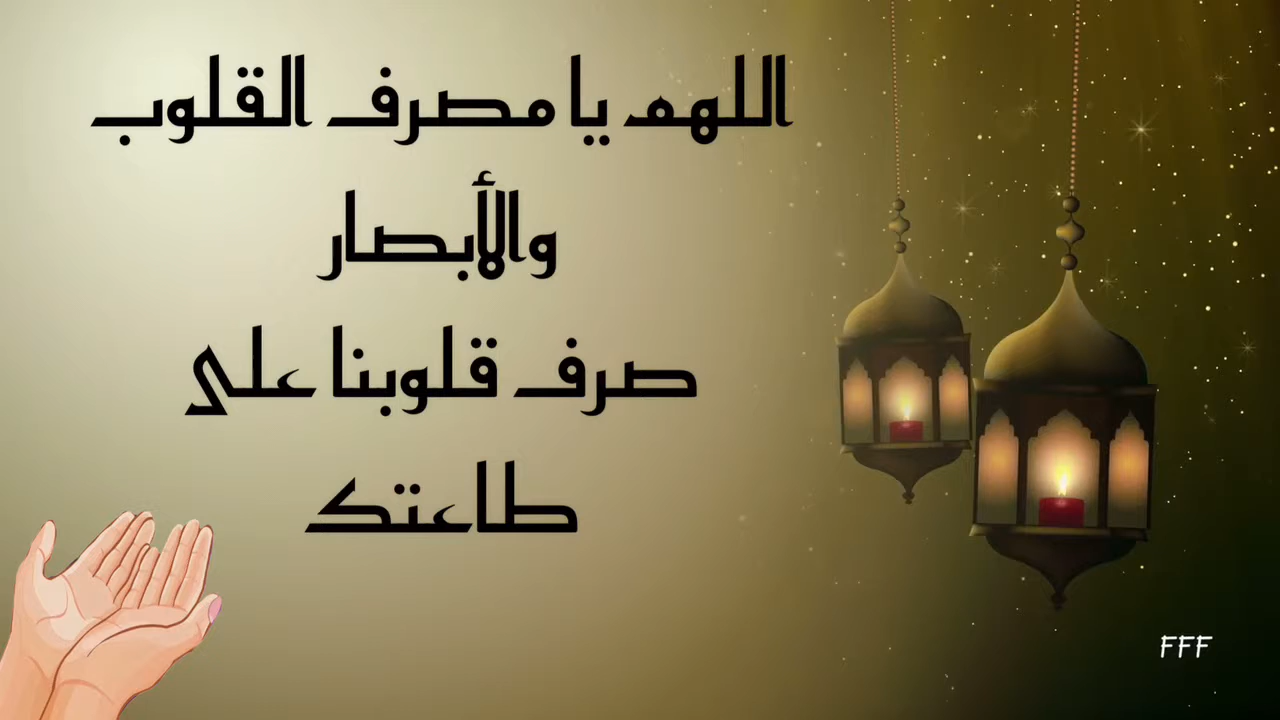 اللهم يا مصرف القلوب
والأبصار
صرف قلوبنا على
طاعتك
FFF